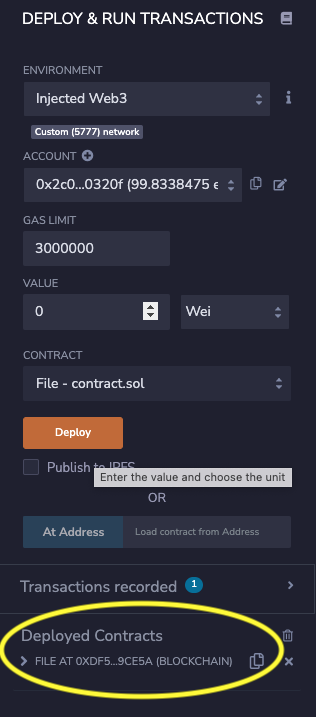 DEPLOY & RUN TRANSACTIONS
ENVIRONMENT
Injected Web3
Custom (5777) network
ACCOUNT
0x2c0...0320f (99.8338475 e
GAS LIMIT
3000000
VALUE
0
Wei
CONTRACT
File - contract.sol
Deploy
Publish to IPFS
Enter the value and choose the unit
OR
At Address
Load contract from Address
Transactions recorded 1
Deployed Contracts
FILE AT 0XDF5...9CE5A (BLOCKCHAIN)